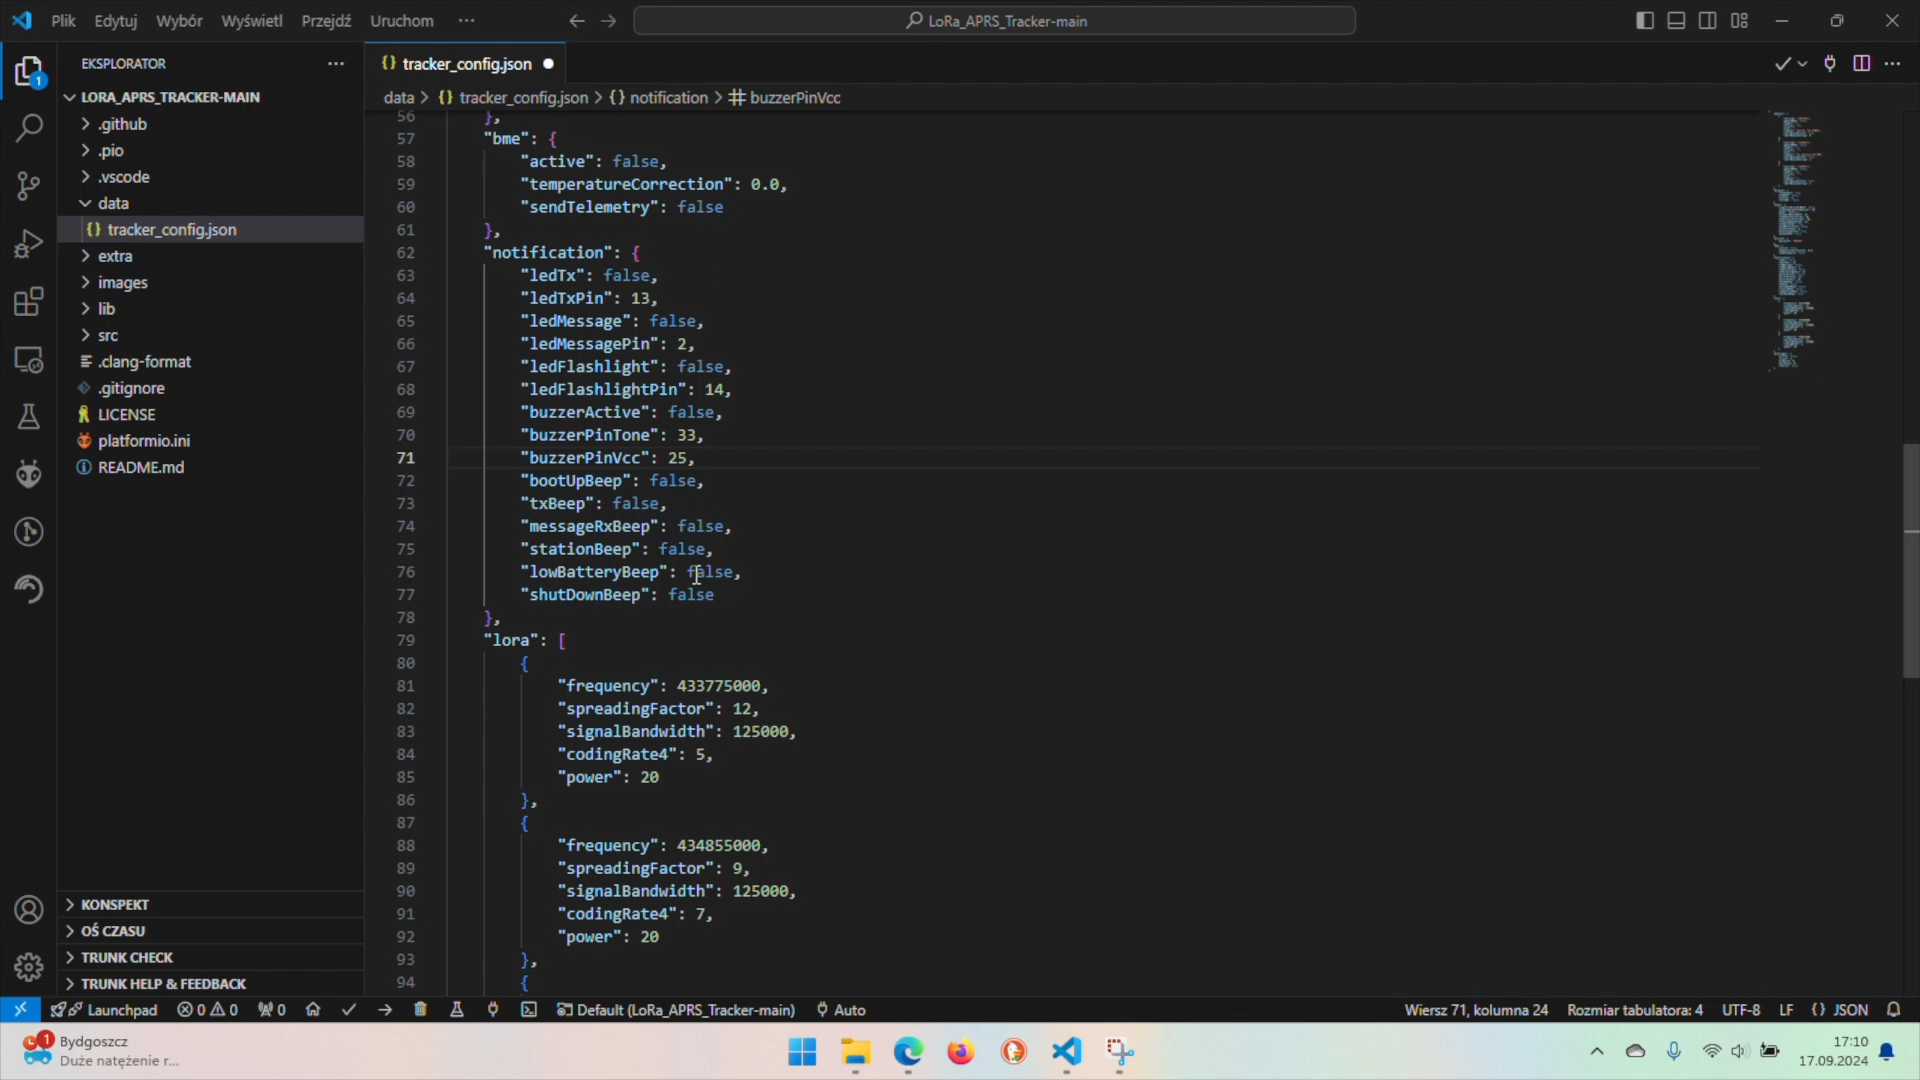 Plik Edytuj Wybór Wyświetl Przejdź Uruchom ··· LoRa_APRS_Tracker-main
EKSPLORATOR ···
LORA_APRS_TRACKER-MAIN
.github
.pio
.vscode
data
tracker_config.json
extra
images
lib
src
.clang-format
.gitignore
LICENSE
platformio.ini
README.md
KONSPEKT
OŚ CZASU
TRUNK CHECK
TRUNK HELP & FEEDBACK
1
{} tracker_config.json
data > {} tracker_config.json > {} notification > buzzerPinVcc
56 },
57 "bme": {
58 "active": false,
59 "temperatureCorrection": 0.0,
60 "sendTelemetry": false
61 },
62 "notification": {
63 "ledTx": false,
64 "ledTxPin": 13,
65 "ledMessage": false,
66 "ledMessagePin": 2,
67 "ledFlashlight": false,
68 "ledFlashlightPin": 14,
69 "buzzerActive": false,
70 "buzzerPinTone": 33,
71 "buzzerPinVcc": 25,
72 "bootUpBeep": false,
73 "txBeep": false,
74 "messageRxBeep": false,
75 "stationBeep": false,
76 "lowBatteryBeep": false,
77 "shutDownBeep": false
78 },
79 "lora": [
80 {
81 "frequency": 433775000,
82 "spreadingFactor": 12,
83 "signalBandwidth": 125000,
84 "codingRate4": 5,
85 "power": 20
86 },
87 {
88 "frequency": 434855000,
89 "spreadingFactor": 9,
90 "signalBandwidth": 125000,
91 "codingRate4": 7,
92 "power": 20
93 },
94 {
Launchpad 0 0 0 Default (LoRa_APRS_Tracker-main) Auto Wiersz 71, kolumna 24 Rozmiar tabulatora: 4 UTF-8 LF {} JSON
1
Bydgoszcz
Duże natężenie r...
17:10
17.09.2024